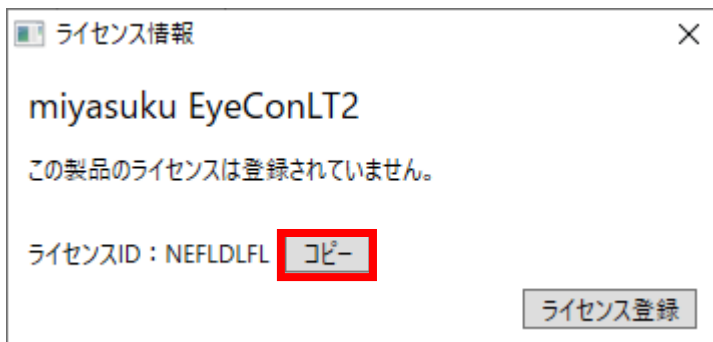 ライセンス情報
miyasuku EyeConLT2
この製品のライセンスは登録されていません。
ライセンスID：NEFLDLFL コピー
ライセンス登録